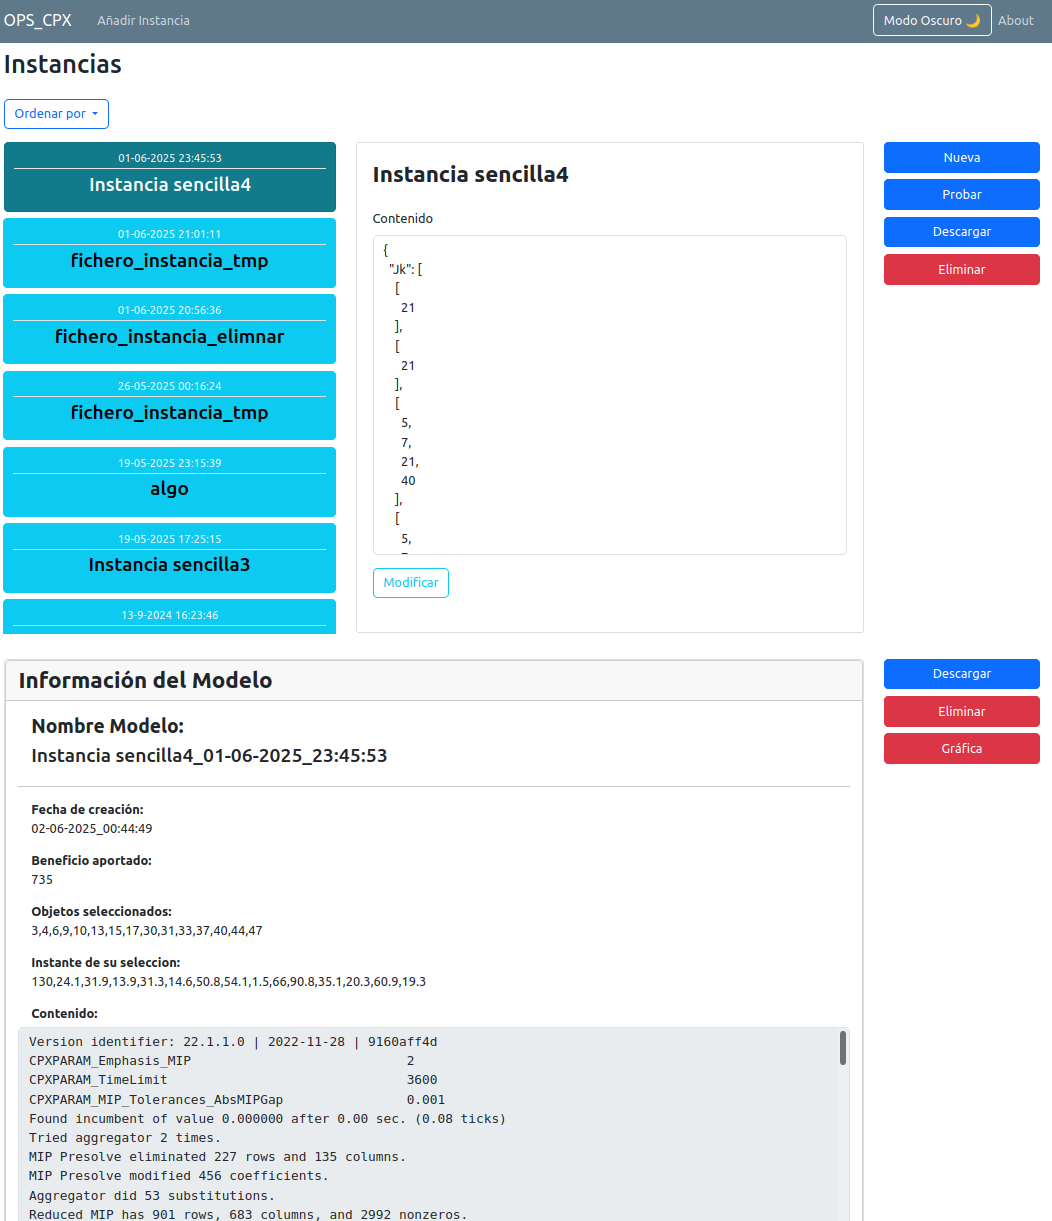 OPS_CPX Añadir Instancia Modo Oscuro 🌙 About
Instancias
Ordenar por
01-06-2025 23:45:53
Instancia sencilla4
01-06-2025 21:01:11
fichero_instancia_tmp
01-06-2025 20:56:36
fichero_instancia_elimnar
26-05-2025 00:16:24
fichero_instancia_tmp
19-05-2025 23:15:39
algo
19-05-2025 17:25:15
Instancia sencilla3
13-9-2024 16:23:46
Instancia sencilla4
Contenido
{
"Jk": [
[
21
],
[
21
],
[
5,
7,
21,
40
],
[
5,
Modificar
Nueva
Probar
Descargar
Eliminar
Información del Modelo
Nombre Modelo:
Instancia sencilla4_01-06-2025_23:45:53
Fecha de creación:
02-06-2025_00:44:49
Beneficio aportado:
735
Objetos seleccionados:
3,4,6,9,10,13,15,17,30,31,33,37,40,44,47
Instante de su seleccion:
130,24.1,31.9,13.9,31.3,14.6,50.8,54.1,1.5,66,90.8,35.1,20.3,60.9,19.3
Contenido:
Version identifier: 22.1.1.0 | 2022-11-28 | 9160aff4d
CPXPARAM_Emphasis_MIP 2
CPXPARAM_TimeLimit 3600
CPXPARAM_MIP_Tolerances_AbsMIPGap 0.001
Found incumbent of value 0.000000 after 0.00 sec. (0.08 ticks)
Tried aggregator 2 times.
MIP Presolve eliminated 227 rows and 135 columns.
MIP Presolve modified 456 coefficients.
Aggregator did 53 substitutions.
Reduced MIP has 901 rows, 683 columns, and 2992 nonzeros.
Descargar
Eliminar
Gráfica